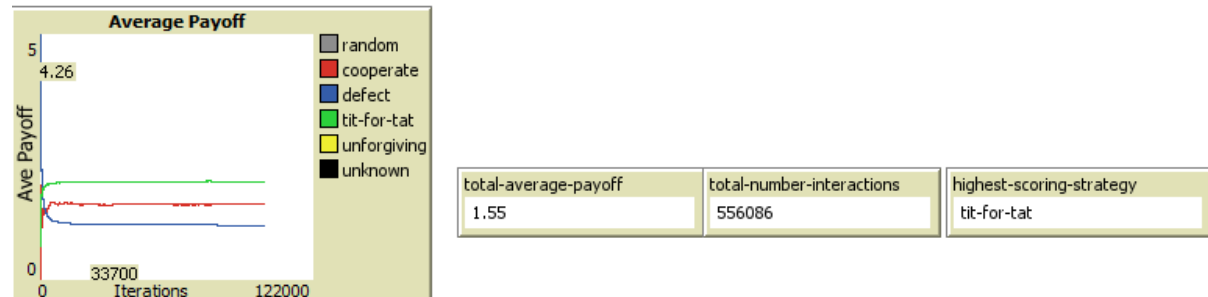 Average Payoff
5
4.26
Ave Payoff
0
33700
0 Iterations 122000
random
cooperate
defect
tit-for-tat
unforgiving
unknown
total-average-payoff
1.55
total-number-interactions
556086
highest-scoring-strategy
tit-for-tat